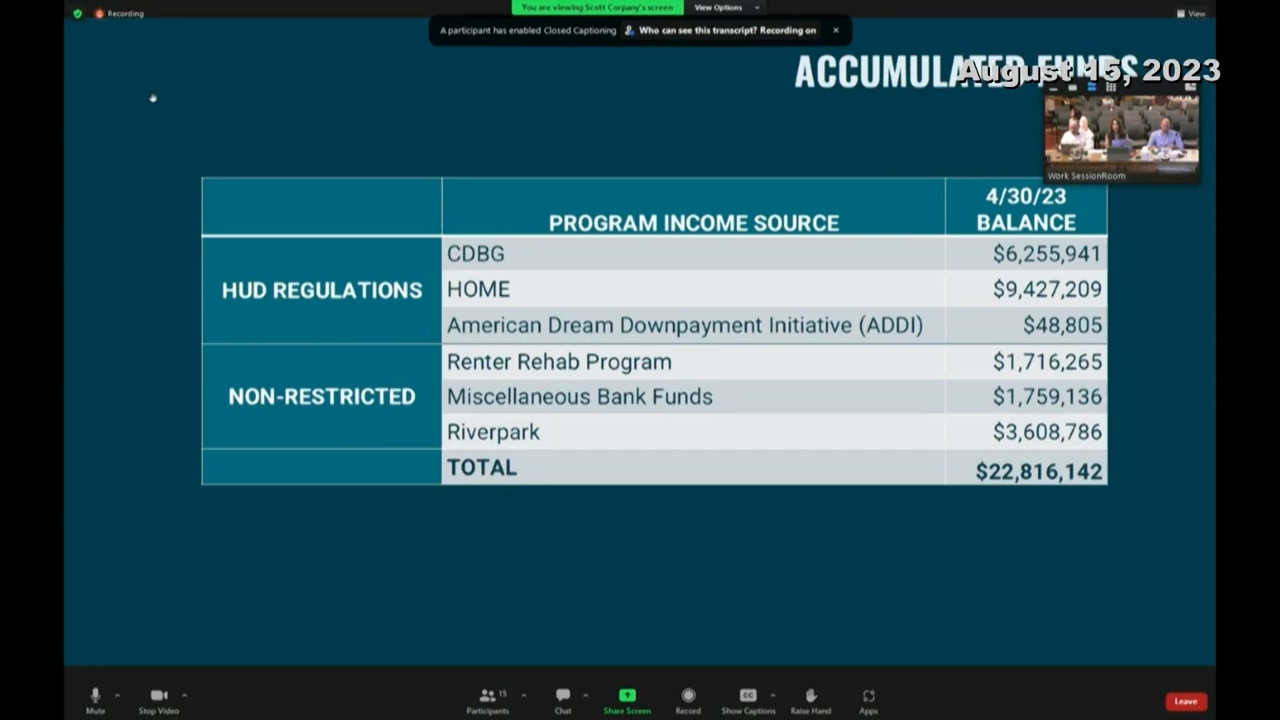 Recording
You are viewing Scott Corpany's screen
View Options
View
A participant has enabled Closed Captioning
Who can see this transcript? Recording on
ACCUMULATED FUNDS
August 15, 2023
Work SessionRoom
PROGRAM INCOME SOURCE
4/30/23
BALANCE
HUD REGULATIONS
CDBG $6,255,941
HOME $9,427,209
American Dream Downpayment Initiative (ADDI) $48,805
NON-RESTRICTED
Renter Rehab Program $1,716,265
Miscellaneous Bank Funds $1,759,136
Riverpark $3,608,786
TOTAL $22,816,142
Mute
Stop Video
Participants 15
Chat
Share Screen
Record
CC
Show Captions
Raise Hand
Apps
Leave